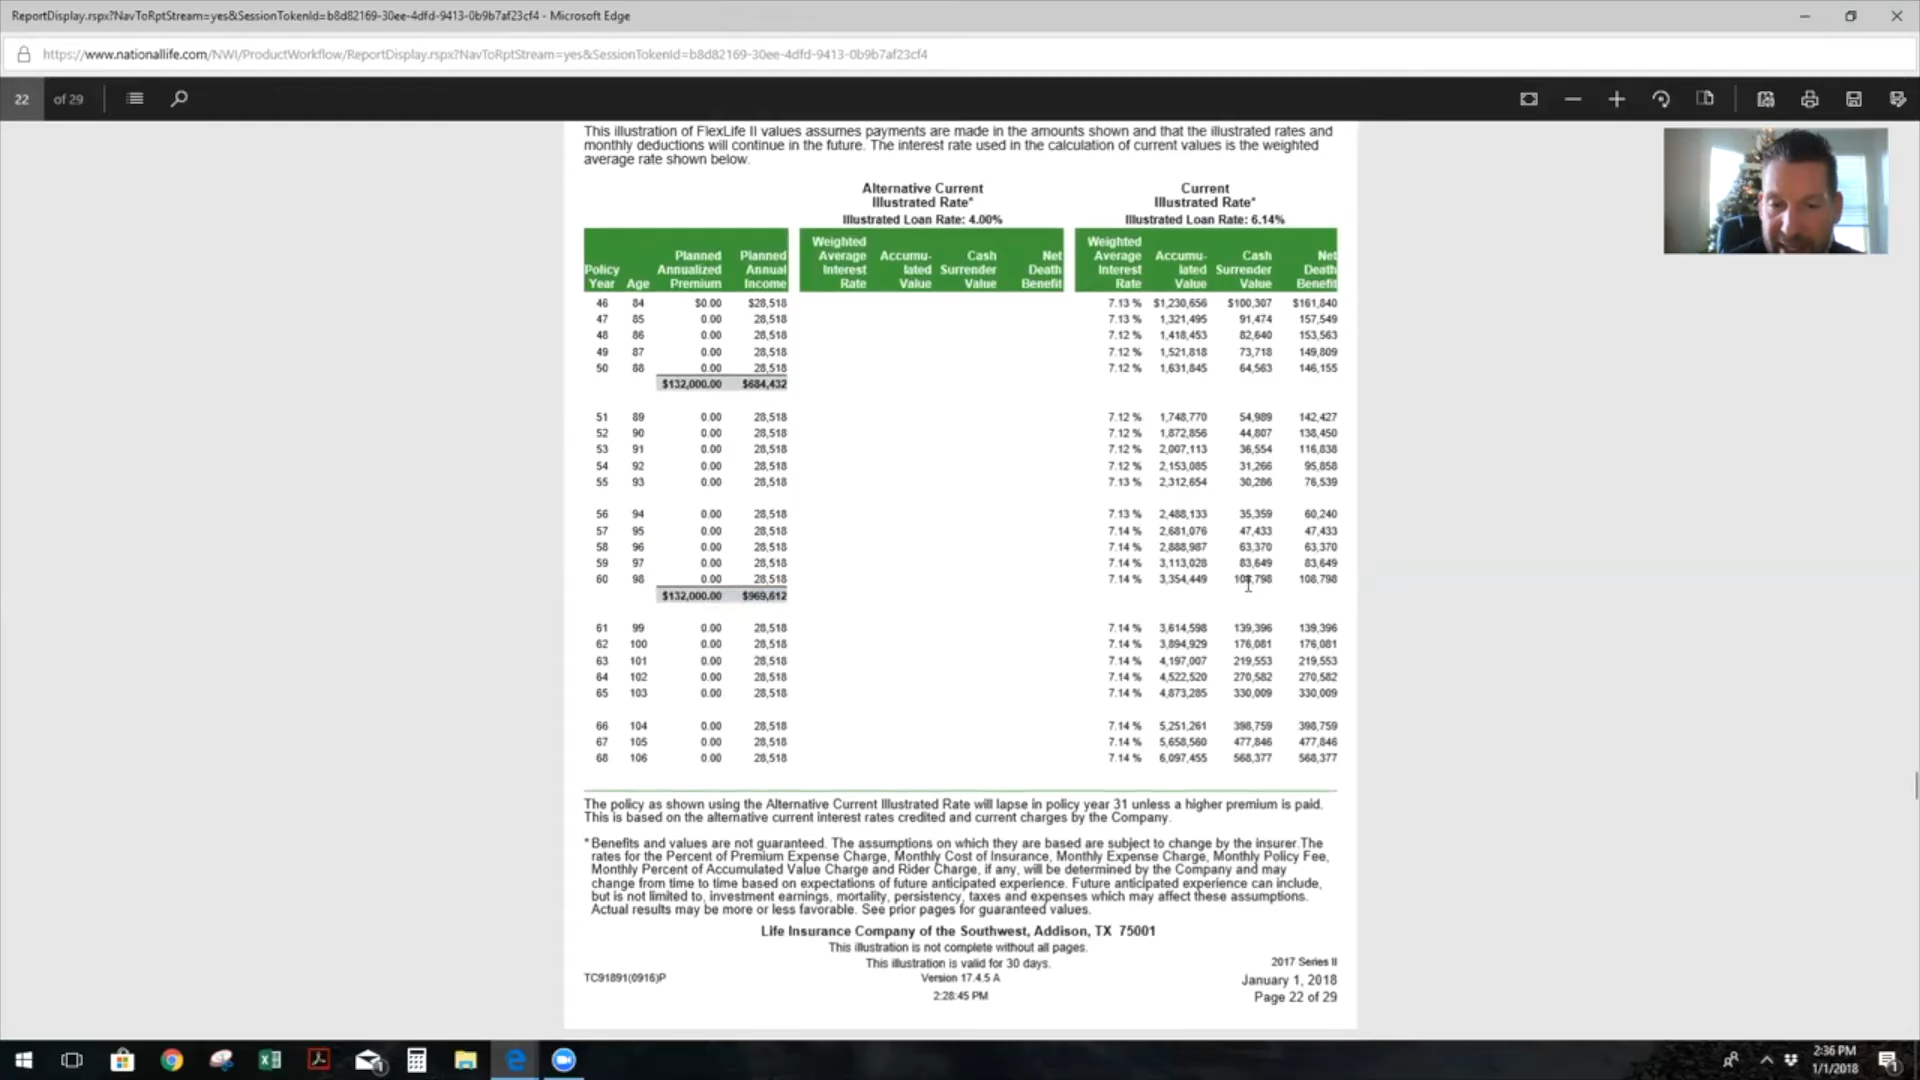 ReportDisplay.rspx?NavToRptStream=yes&SessionTokenId=b8d82169-30ee-4dfd-9413-0b9b7af23cf4 - Microsoft Edge
https://www.nationallife.com/NWI/ProductWorkflow/ReportDisplay.rspx?NavToRptStream=yes&SessionTokenId=b8d82169-30ee-4dfd-9413-0b9b7af23cf4
22 of 29
This illustration of FlexLife II values assumes payments are made in the amounts shown and that the illustrated rates and
monthly deductions will continue in the future. The interest rate used in the calculation of current values is the weighted
average rate shown below.
Alternative Current Current
Illustrated Rate* Illustrated Rate*
Illustrated Loan Rate: 4.00% Illustrated Loan Rate: 6.14%
Weighted Weighted
Planned Planned Average Accumu- Cash Net Average Accumu- Cash Net
Policy Annualized Annual Interest lated Surrender Death Interest lated Surrender Death
Year Age Premium Income Rate Value Value Benefit Rate Value Value Benefit
46 84 $0.00 $28,518 7.13 % $1,230,656 $100,307 $161,840
47 85 0.00 28,518 7.13 % 1,321,495 91,474 157,549
48 86 0.00 28,518 7.12 % 1,418,453 82,640 153,563
49 87 0.00 28,518 7.12 % 1,521,818 73,718 149,809
50 88 0.00 28,518 7.12 % 1,631,845 64,563 146,155
$132,000.00 $684,432
51 89 0.00 28,518 7.12 % 1,748,770 54,989 142,427
52 90 0.00 28,518 7.12 % 1,872,856 44,807 138,450
53 91 0.00 28,518 7.12 % 2,007,113 36,554 116,838
54 92 0.00 28,518 7.12 % 2,153,085 31,266 95,858
55 93 0.00 28,518 7.13 % 2,312,654 30,286 76,539
56 94 0.00 28,518 7.13 % 2,488,133 35,359 60,240
57 95 0.00 28,518 7.14 % 2,681,076 47,433 47,433
58 96 0.00 28,518 7.14 % 2,888,987 63,370 63,370
59 97 0.00 28,518 7.14 % 3,113,028 83,649 83,649
60 98 0.00 28,518 7.14 % 3,354,449 108,798 108,798
$132,000.00 $969,612
61 99 0.00 28,518 7.14 % 3,614,598 139,396 139,396
62 100 0.00 28,518 7.14 % 3,894,929 176,081 176,081
63 101 0.00 28,518 7.14 % 4,197,007 219,553 219,553
64 102 0.00 28,518 7.14 % 4,522,520 270,582 270,582
65 103 0.00 28,518 7.14 % 4,873,285 330,009 330,009
66 104 0.00 28,518 7.14 % 5,251,261 398,759 398,759
67 105 0.00 28,518 7.14 % 5,658,560 477,846 477,846
68 106 0.00 28,518 7.14 % 6,097,455 568,377 568,377
The policy as shown using the Alternative Current Illustrated Rate will lapse in policy year 31 unless a higher premium is paid.
This is based on the alternative current interest rates credited and current charges by the Company.
* Benefits and values are not guaranteed. The assumptions on which they are based are subject to change by the insurer.The
rates for the Percent of Premium Expense Charge, Monthly Cost of Insurance, Monthly Expense Charge, Monthly Policy Fee,
Monthly Percent of Accumulated Value Charge and Rider Charge, if any, will be determined by the Company and may
change from time to time based on expectations of future anticipated experience. Future anticipated experience can include,
but is not limited to, investment earnings, mortality, persistency, taxes and expenses which may affect these assumptions.
Actual results may be more or less favorable. See prior pages for guaranteed values.
Life Insurance Company of the Southwest, Addison, TX 75001
This illustration is not complete without all pages.
This illustration is valid for 30 days. 2017 Series II
TC91891(0916)P Version 17.4.5 A January 1, 2018
2:28:45 PM Page 22 of 29
2:36 PM
1/1/2018